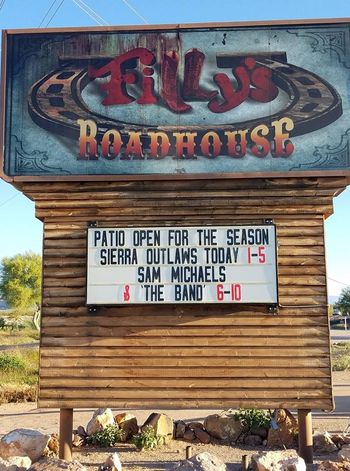 Filly's
ROADHOUSE
PATIO OPEN FOR THE SEASON
SIERRA OUTLAWS TODAY 1-5
SAM MICHAELS
& 'THE BAND' 6-10